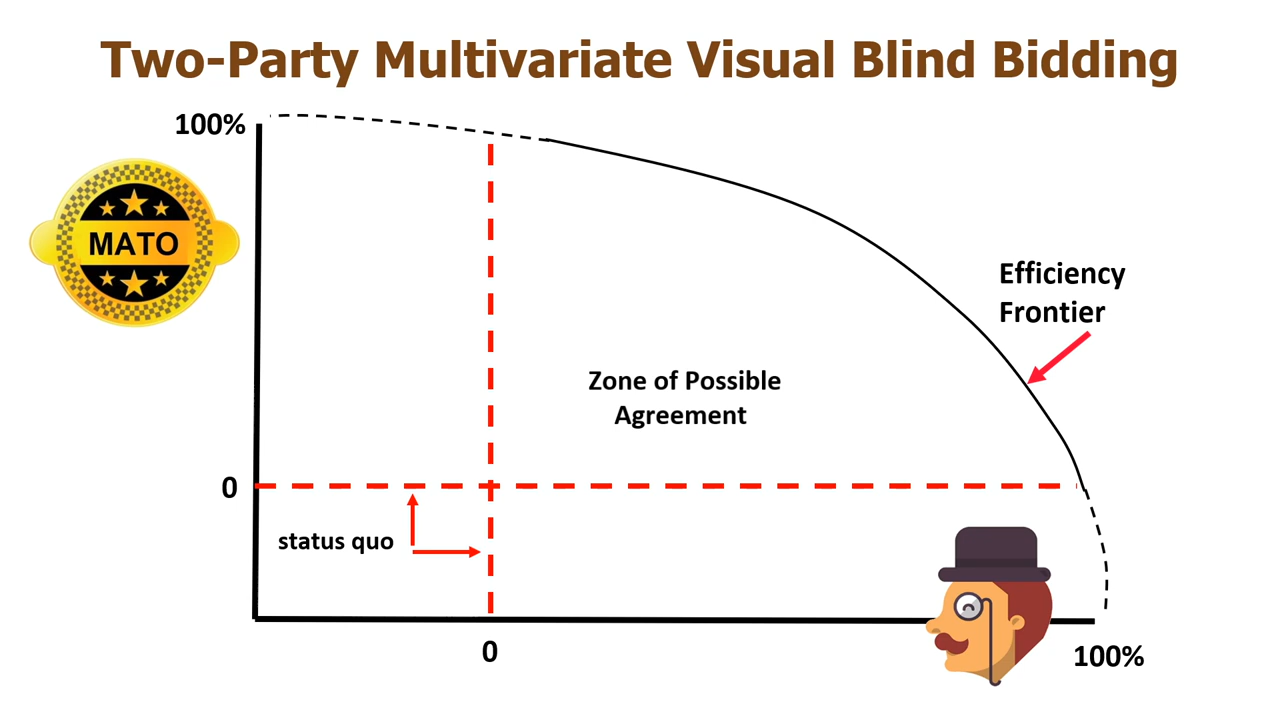 Two-Party Multivariate Visual Blind Bidding
100%
MATO
Efficiency
Frontier
Zone of Possible
Agreement
0
status quo
0
100%